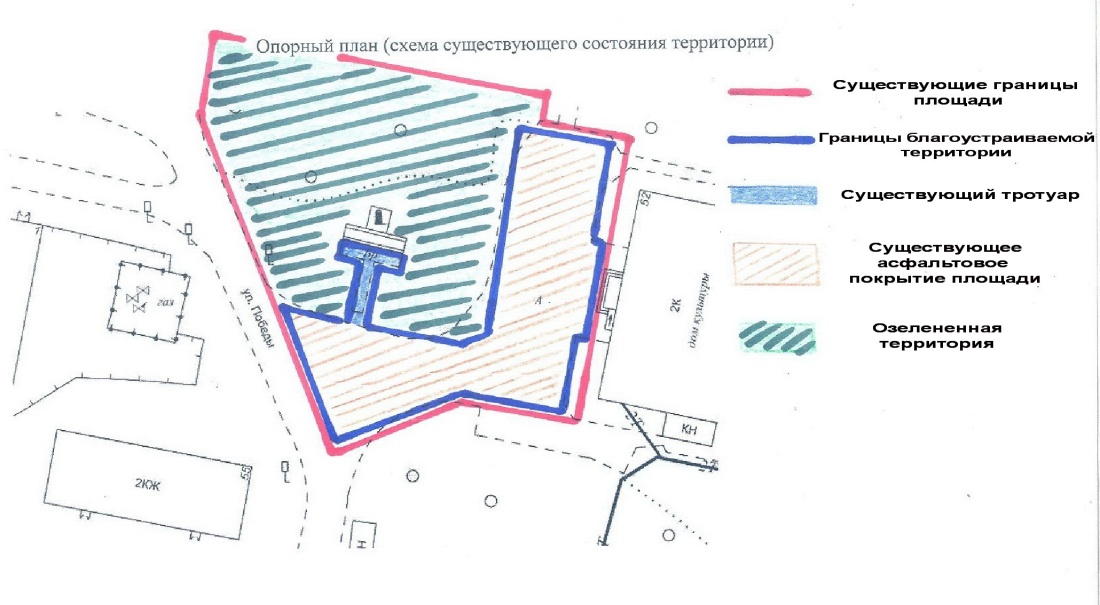 Опорный план (схема существующего состояния территории)
Существующие границы
площади
Границы благоустраиваемой
территории
Существующий тротуар
Существующее
асфальтовое
покрытие площади
Озелененная
территория
52
газ
ул. Победы
А
2К
дом культуры
КН
2КЖ
55
Н